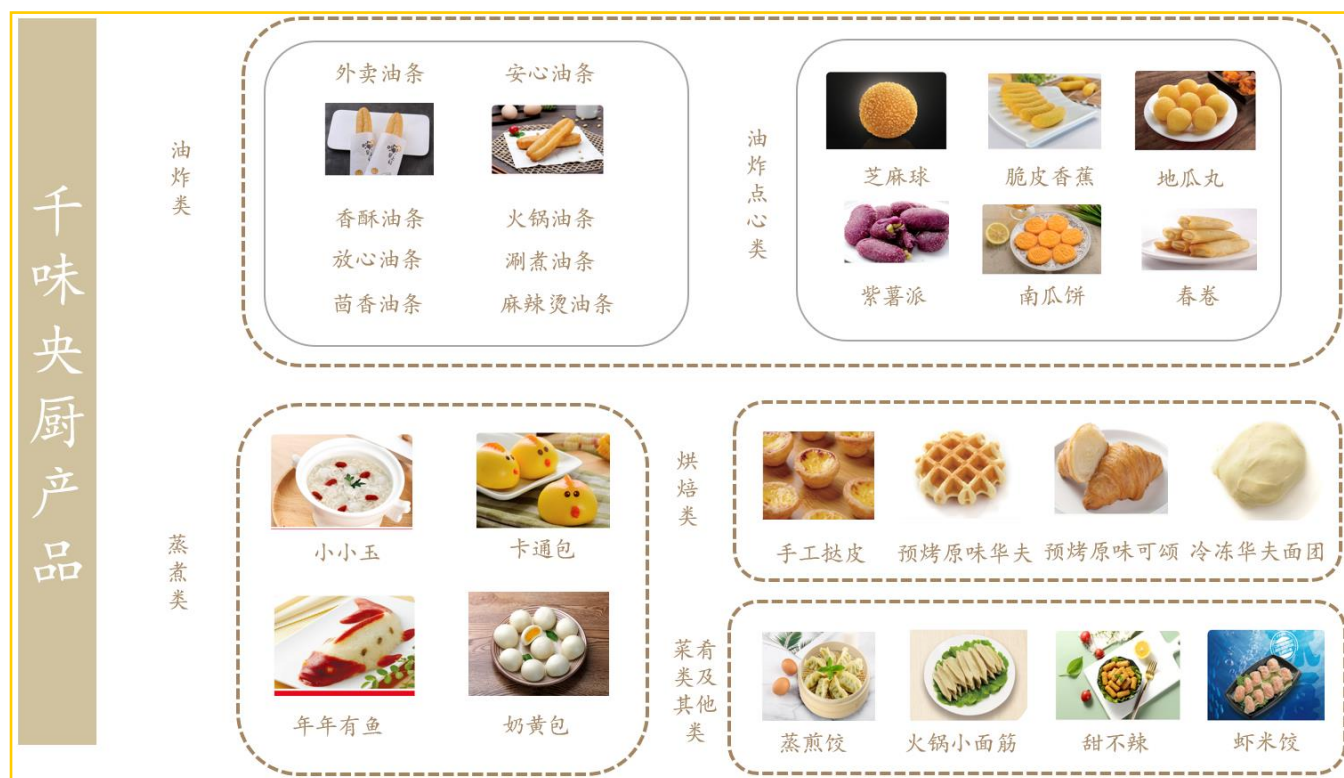 千味央厨产品
油炸类
外卖油条
安心油条
香酥油条
火锅油条
放心油条
涮煮油条
茴香油条
麻辣烫油条
油炸点心类
芝麻球
脆皮香蕉
地瓜丸
紫薯派
南瓜饼
春卷
蒸煮类
小小玉
卡通包
年年有鱼
奶黄包
烘焙类
手工挞皮
预烤原味华夫
预烤原味可颂
冷冻华夫面团
菜肴类及其他类
蒸煎饺
火锅小面筋
甜不辣
虾米饺